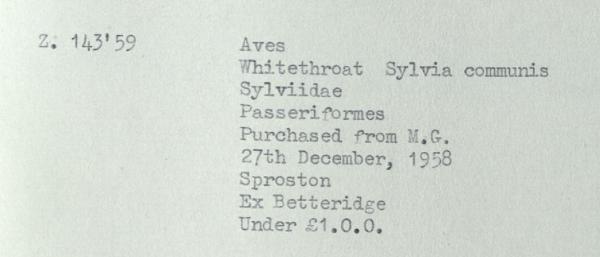 Z. 143'59 Aves
Whitethroat Sylvia communis
Sylviidae
Passeriformes
Purchased from M.G.
27th December, 1958
Sproston
Ex Betteridge
Under £1.0.0.